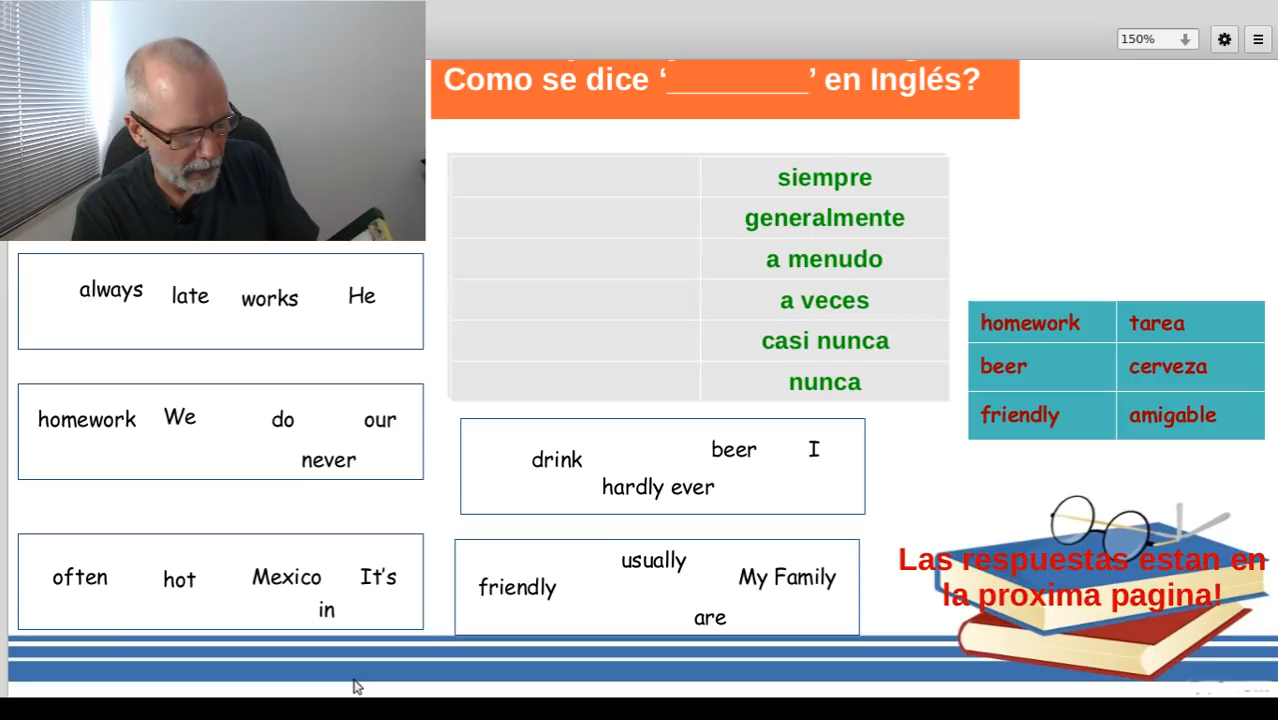 150%
Como se dice ‘_________’ en Inglés?
siempre
generalmente
a menudo
a veces
casi nunca
nunca
always late works He
homework We do our
never
often hot Mexico It's
in
drink beer I
hardly ever
usually
friendly My Family
are
homework tarea
beer cerveza
friendly amigable
Las respuestas estan en
la proxima pagina!